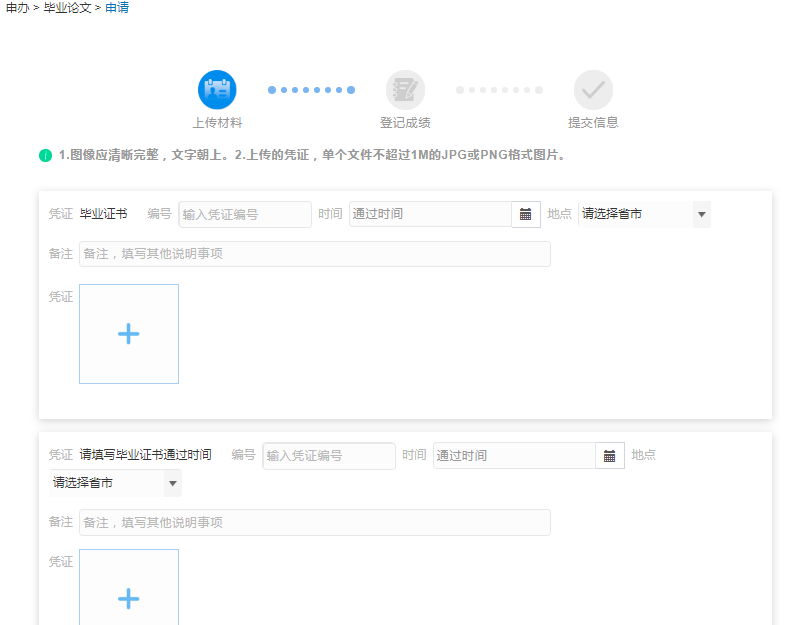 申办 > 毕业论文 > 申请
上传材料 登记成绩 提交信息
1.图像应清晰完整，文字朝上。2.上传的凭证，单个文件不超过1M的JPG或PNG格式图片。
凭证 毕业证书 编号 输入凭证编号 时间 通过时间 地点 请选择省市
备注 备注，填写其他说明事项
凭证
凭证 请填写毕业证书通过时间 编号 输入凭证编号 时间 通过时间 地点
请选择省市
备注 备注，填写其他说明事项
凭证